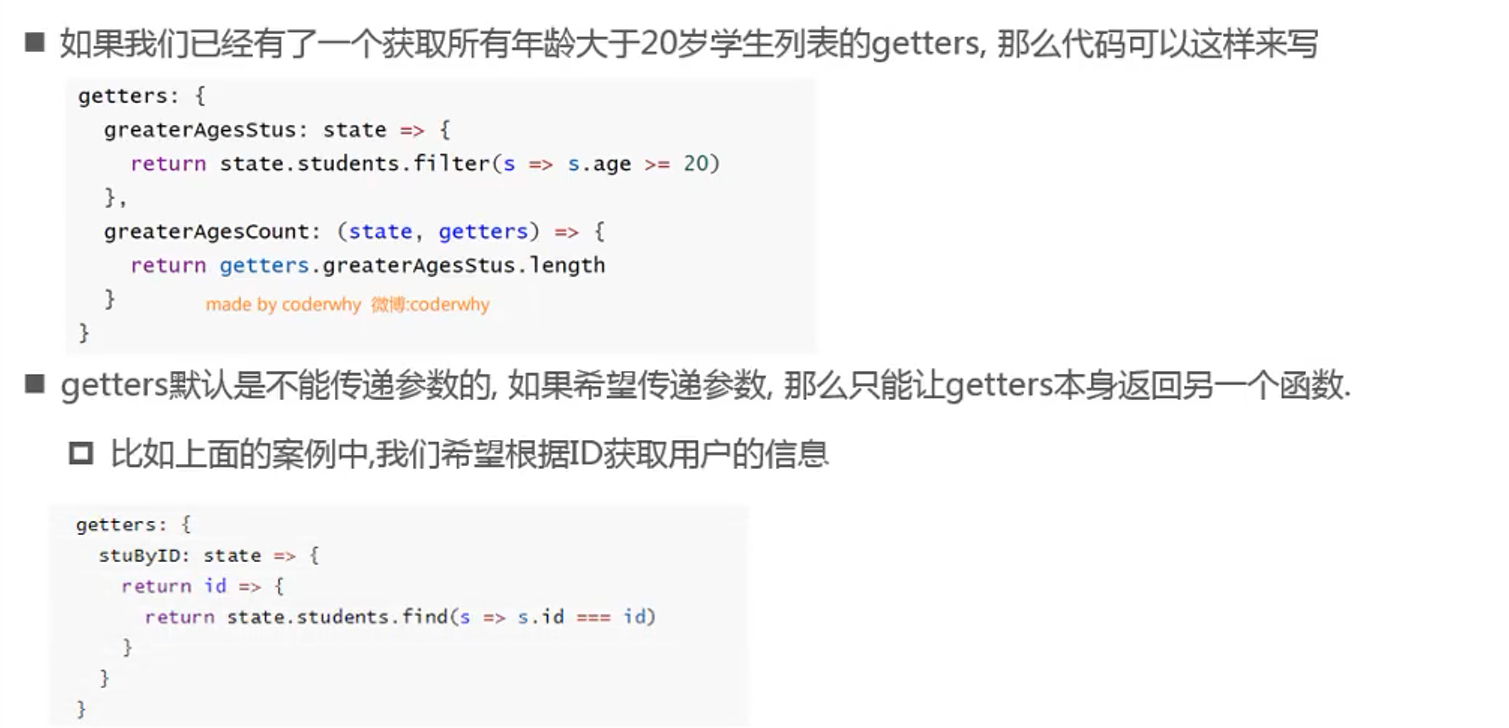 如果我们已经有了一个获取所有年龄大于20岁学生列表的getters, 那么代码可以这样来写
getters: {
  greaterAgesStus: state => {
    return state.students.filter(s => s.age >= 20)
  },
  greaterAgesCount: (state, getters) => {
    return getters.greaterAgesStus.length
  }
made by coderwhy 微博:coderwhy
}
getters默认是不能传递参数的, 如果希望传递参数, 那么只能让getters本身返回另一个函数.
比如上面的案例中,我们希望根据ID获取用户的信息
getters: {
  stuByID: state => {
    return id => {
      return state.students.find(s => s.id === id)
    }
  }
}